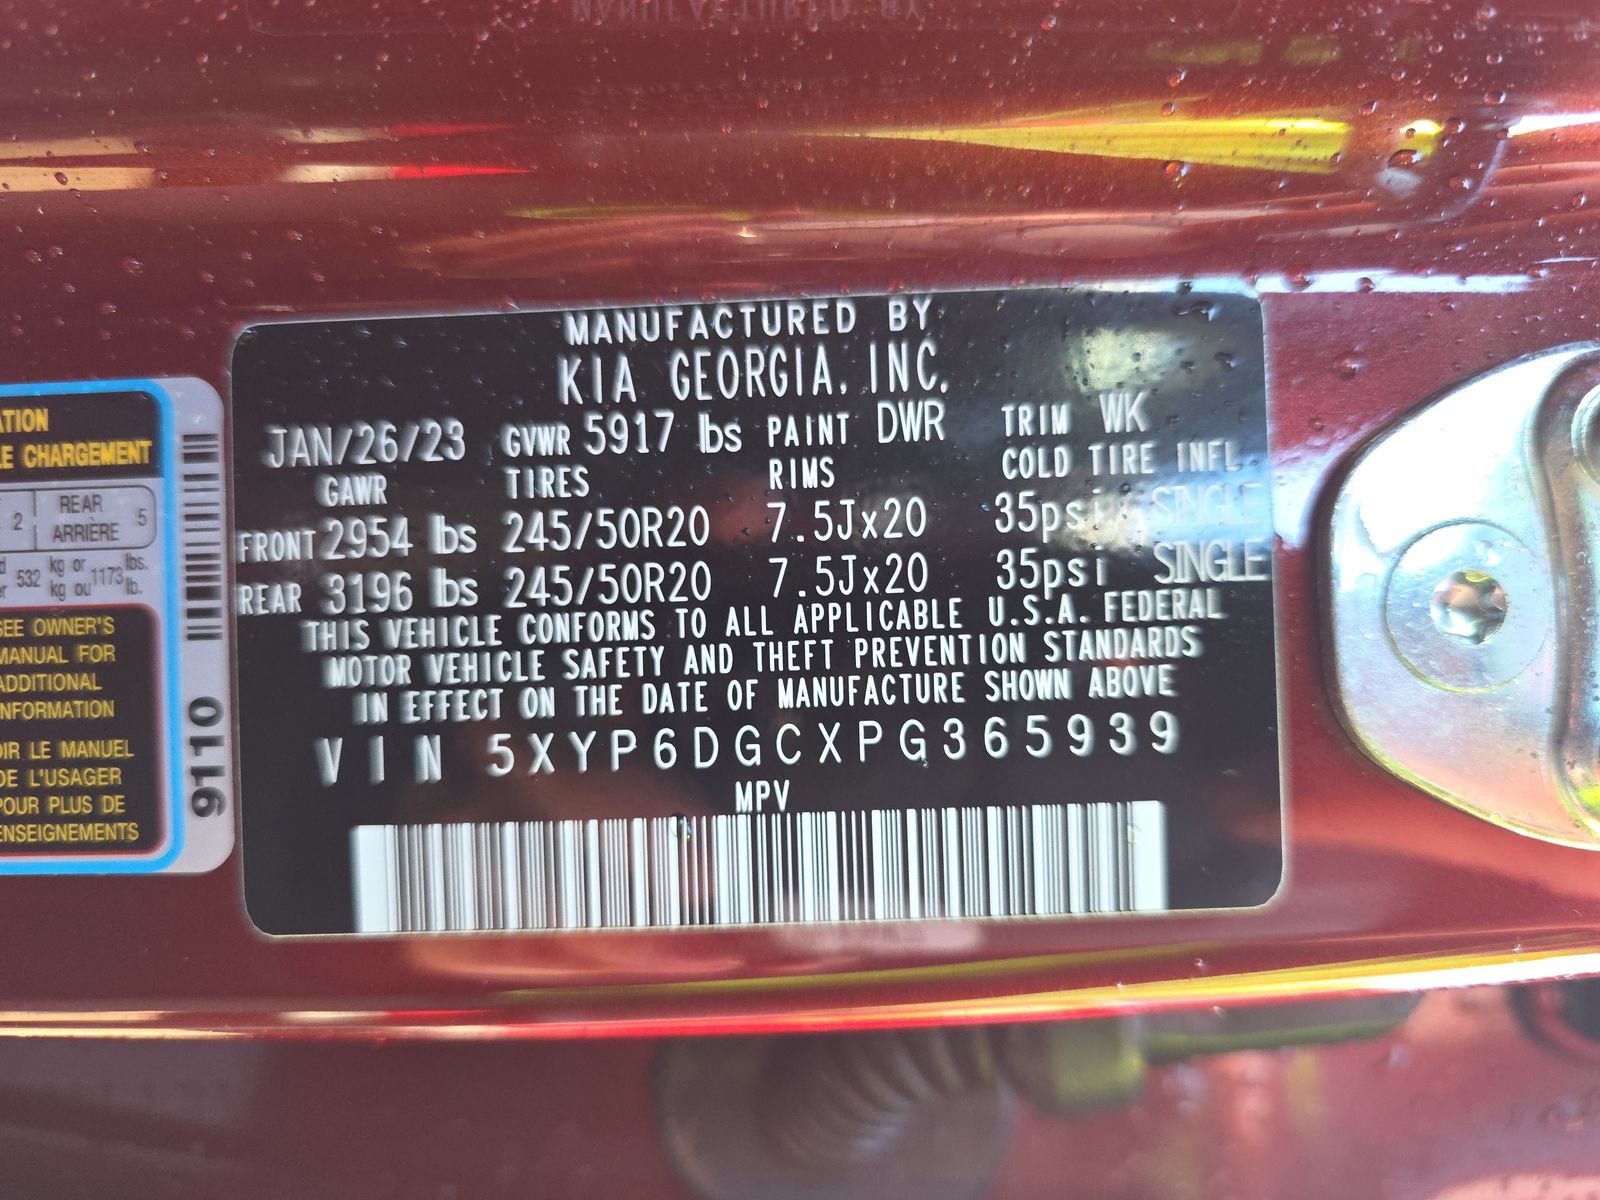 MANUFACTURED BY
KIA GEORGIA, INC.
JAN/26/23 GVWR 5917 lbs PAINT DWR TRIM WK
GAWR TIRES RIMS COLD TIRE INFL.
FRONT 2954 lbs 245/50R20 7.5Jx20 35psi SINGLE
REAR 3196 lbs 245/50R20 7.5Jx20 35psi SINGLE
THIS VEHICLE CONFORMS TO ALL APPLICABLE U.S.A. FEDERAL
MOTOR VEHICLE SAFETY AND THEFT PREVENTION STANDARDS
IN EFFECT ON THE DATE OF MANUFACTURE SHOWN ABOVE
VIN 5XYP6DGCXPG365939
MPV
CHARGEMENT
2 REAR 5
ARRIÈRE
532 kg or 1173 lbs.
kg ou lb.
SEE OWNER'S
MANUAL FOR
ADDITIONAL
INFORMATION
LE MANUEL
DE L'USAGER
POUR PLUS DE
RENSEIGNEMENTS
9110